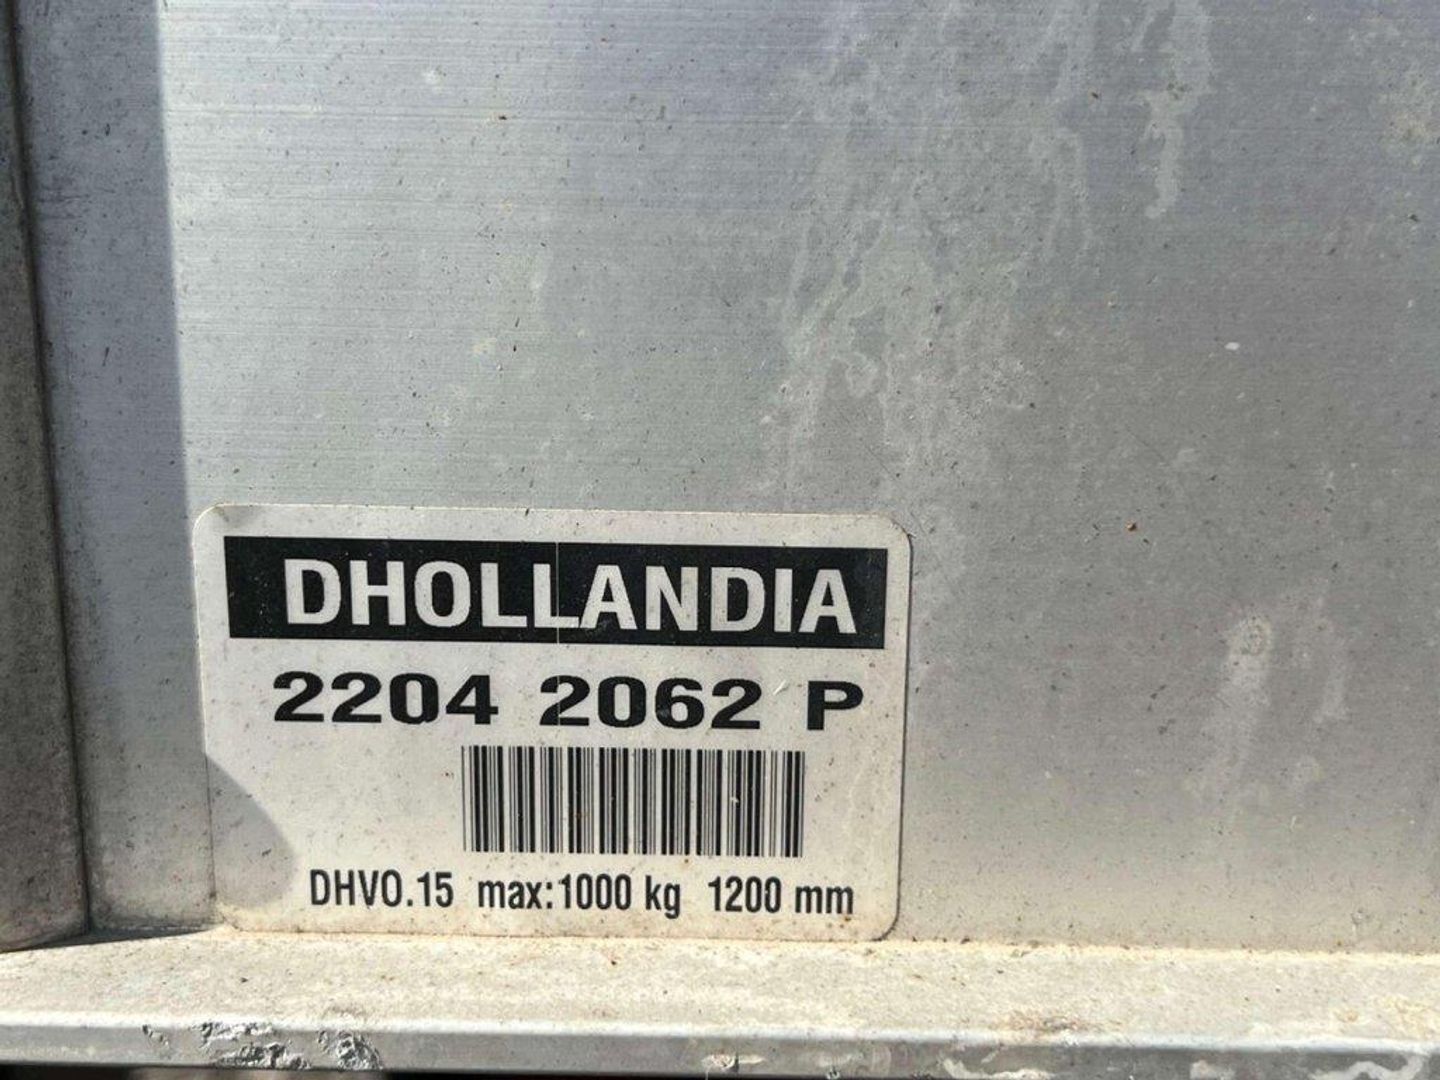 DHOLLANDIA
2204 2062 P
DHVO.15 max:1000 kg 1200 mm